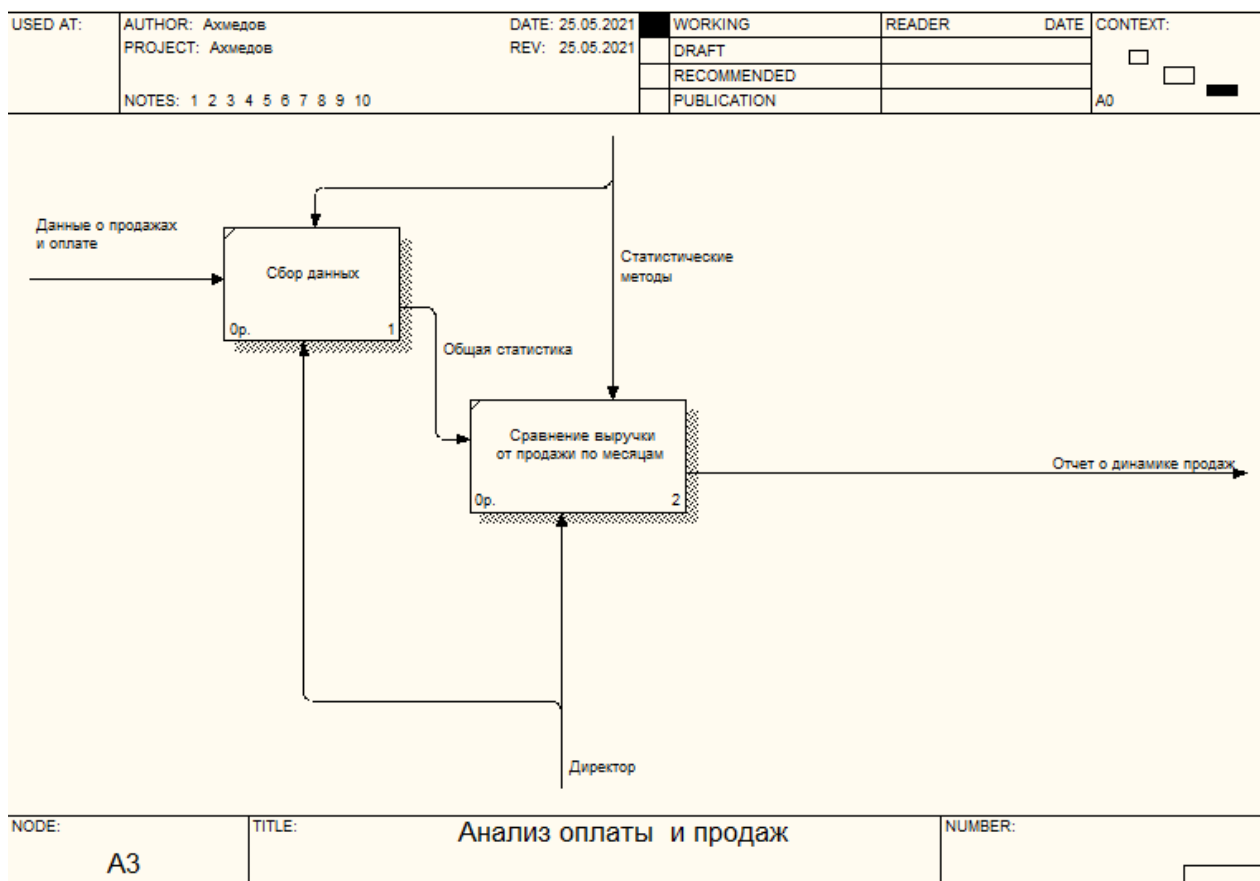 USED AT:
AUTHOR: Ахмедов
DATE: 25.05.2021
PROJECT: Ахмедов
REV: 25.05.2021
NOTES: 1 2 3 4 5 6 7 8 9 10
WORKING
DRAFT
RECOMMENDED
PUBLICATION
READER
DATE
CONTEXT:
A0
Данные о продажах
и оплате
Сбор данных
0р.
1
Статистические
методы
Общая статистика
Сравнение выручки
от продажи по месяцам
0р.
2
Отчет о динамике продаж
Директор
NODE:
A3
TITLE:
Анализ оплаты и продаж
NUMBER: